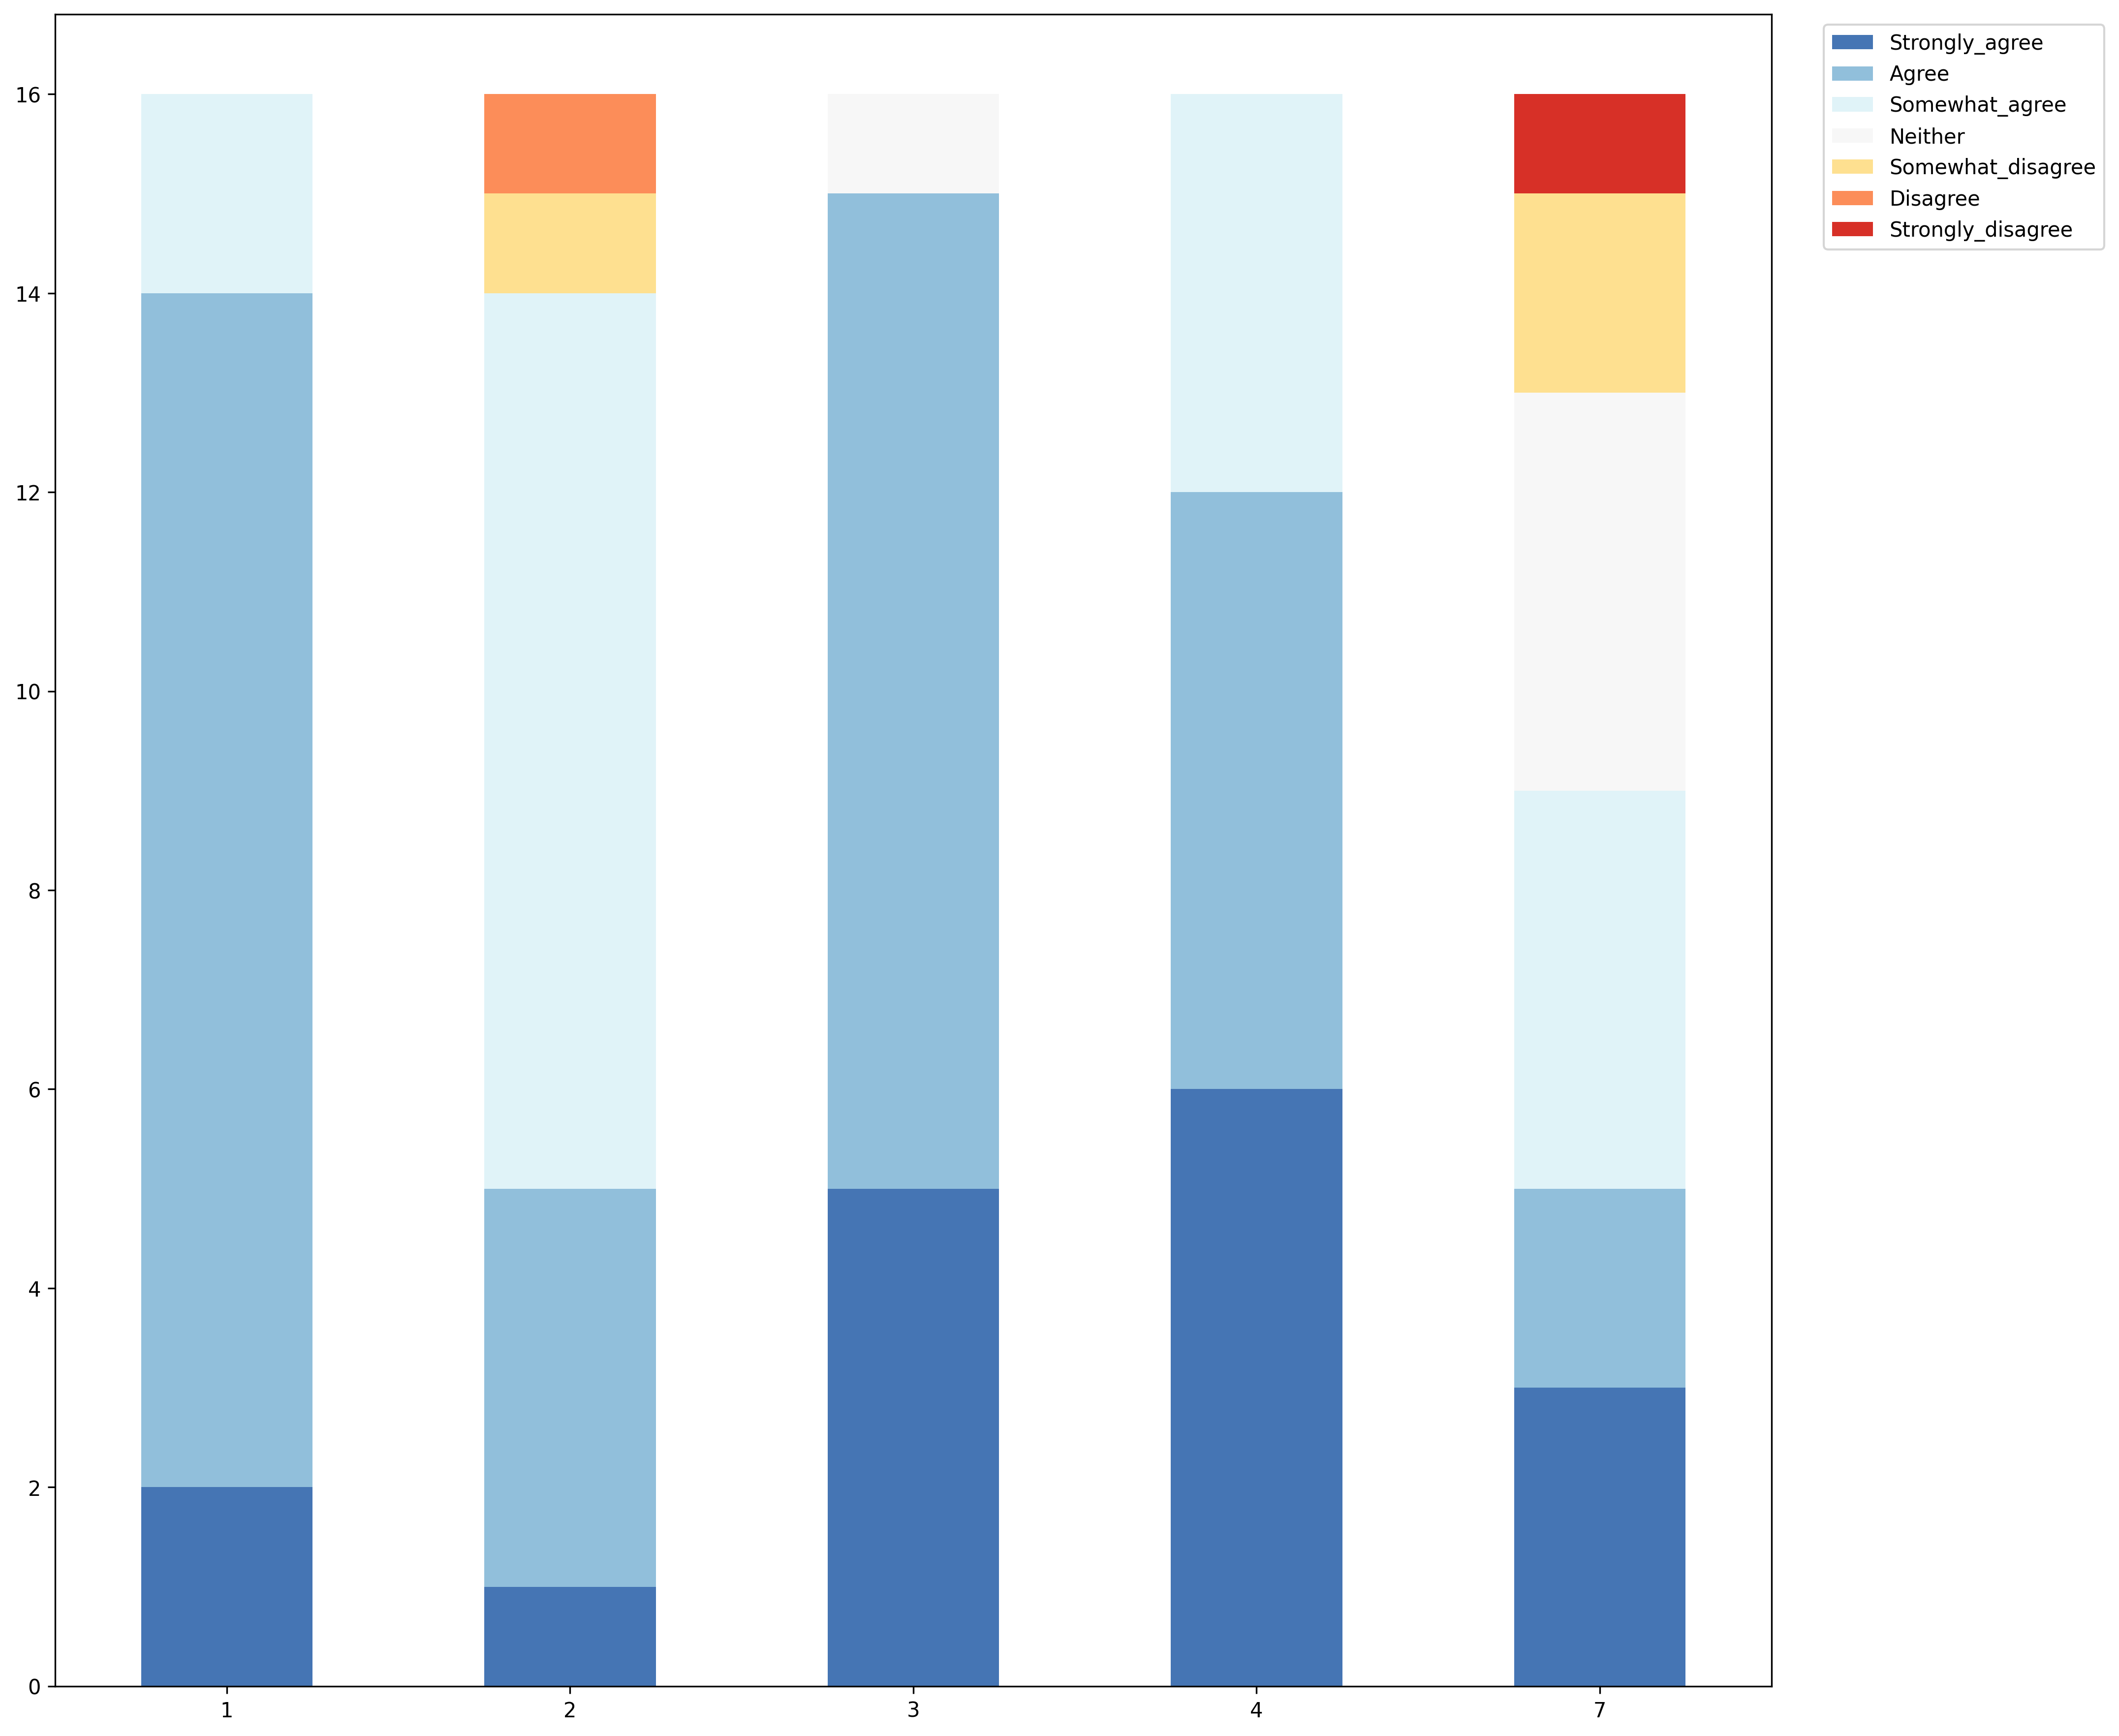 Strongly_agree
Agree
Somewhat_agree
Neither
Somewhat_disagree
Disagree
Strongly_disagree
16
14
12
10
8
6
4
2
0
1 2 3 4 7